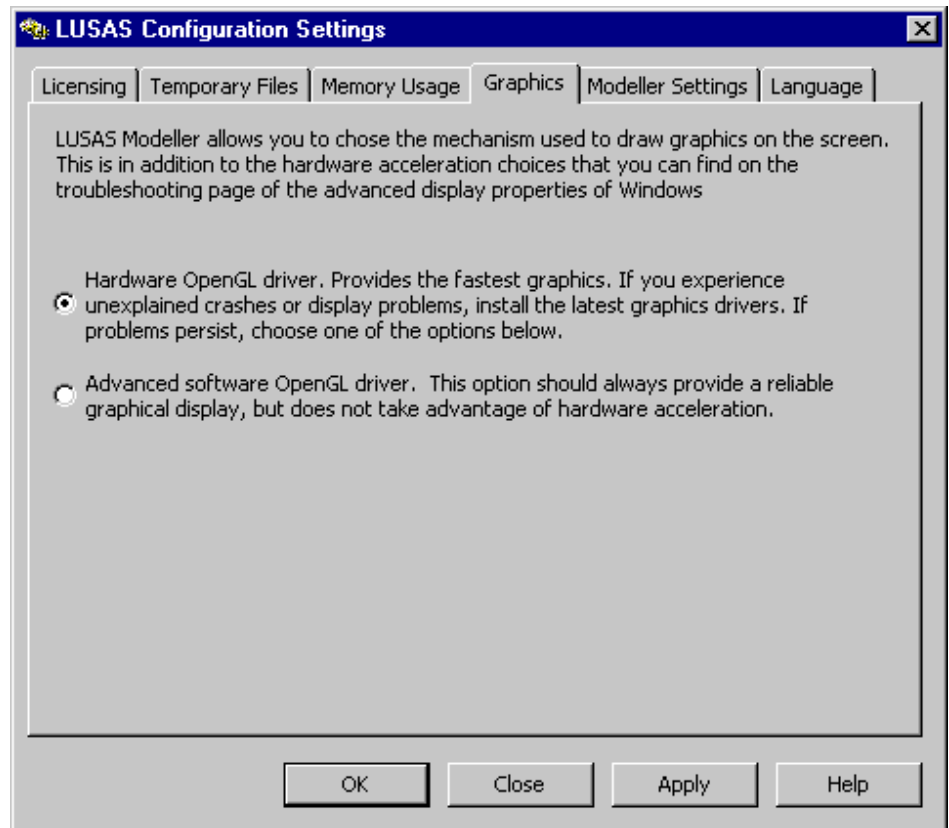 LUSAS Configuration Settings
Licensing Temporary Files Memory Usage Graphics Modeller Settings Language
LUSAS Modeller allows you to chose the mechanism used to draw graphics on the screen.
This is in addition to the hardware acceleration choices that you can find on the
troubleshooting page of the advanced display properties of Windows
Hardware OpenGL driver. Provides the fastest graphics. If you experience
unexplained crashes or display problems, install the latest graphics drivers. If
problems persist, choose one of the options below.
Advanced software OpenGL driver. This option should always provide a reliable
graphical display, but does not take advantage of hardware acceleration.
OK Close Apply Help